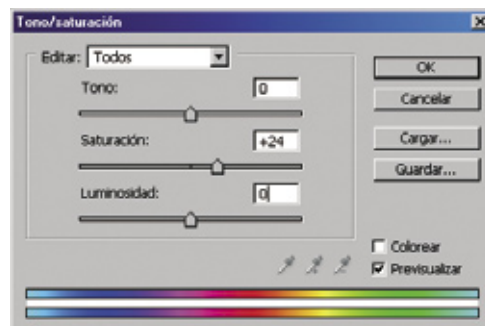 Tono/saturación
Editar: Todos
OK
Tono: 0
Cancelar
Saturación: +24
Cargar...
Guardar...
Luminosidad: 0
Colorear
Previsualizar